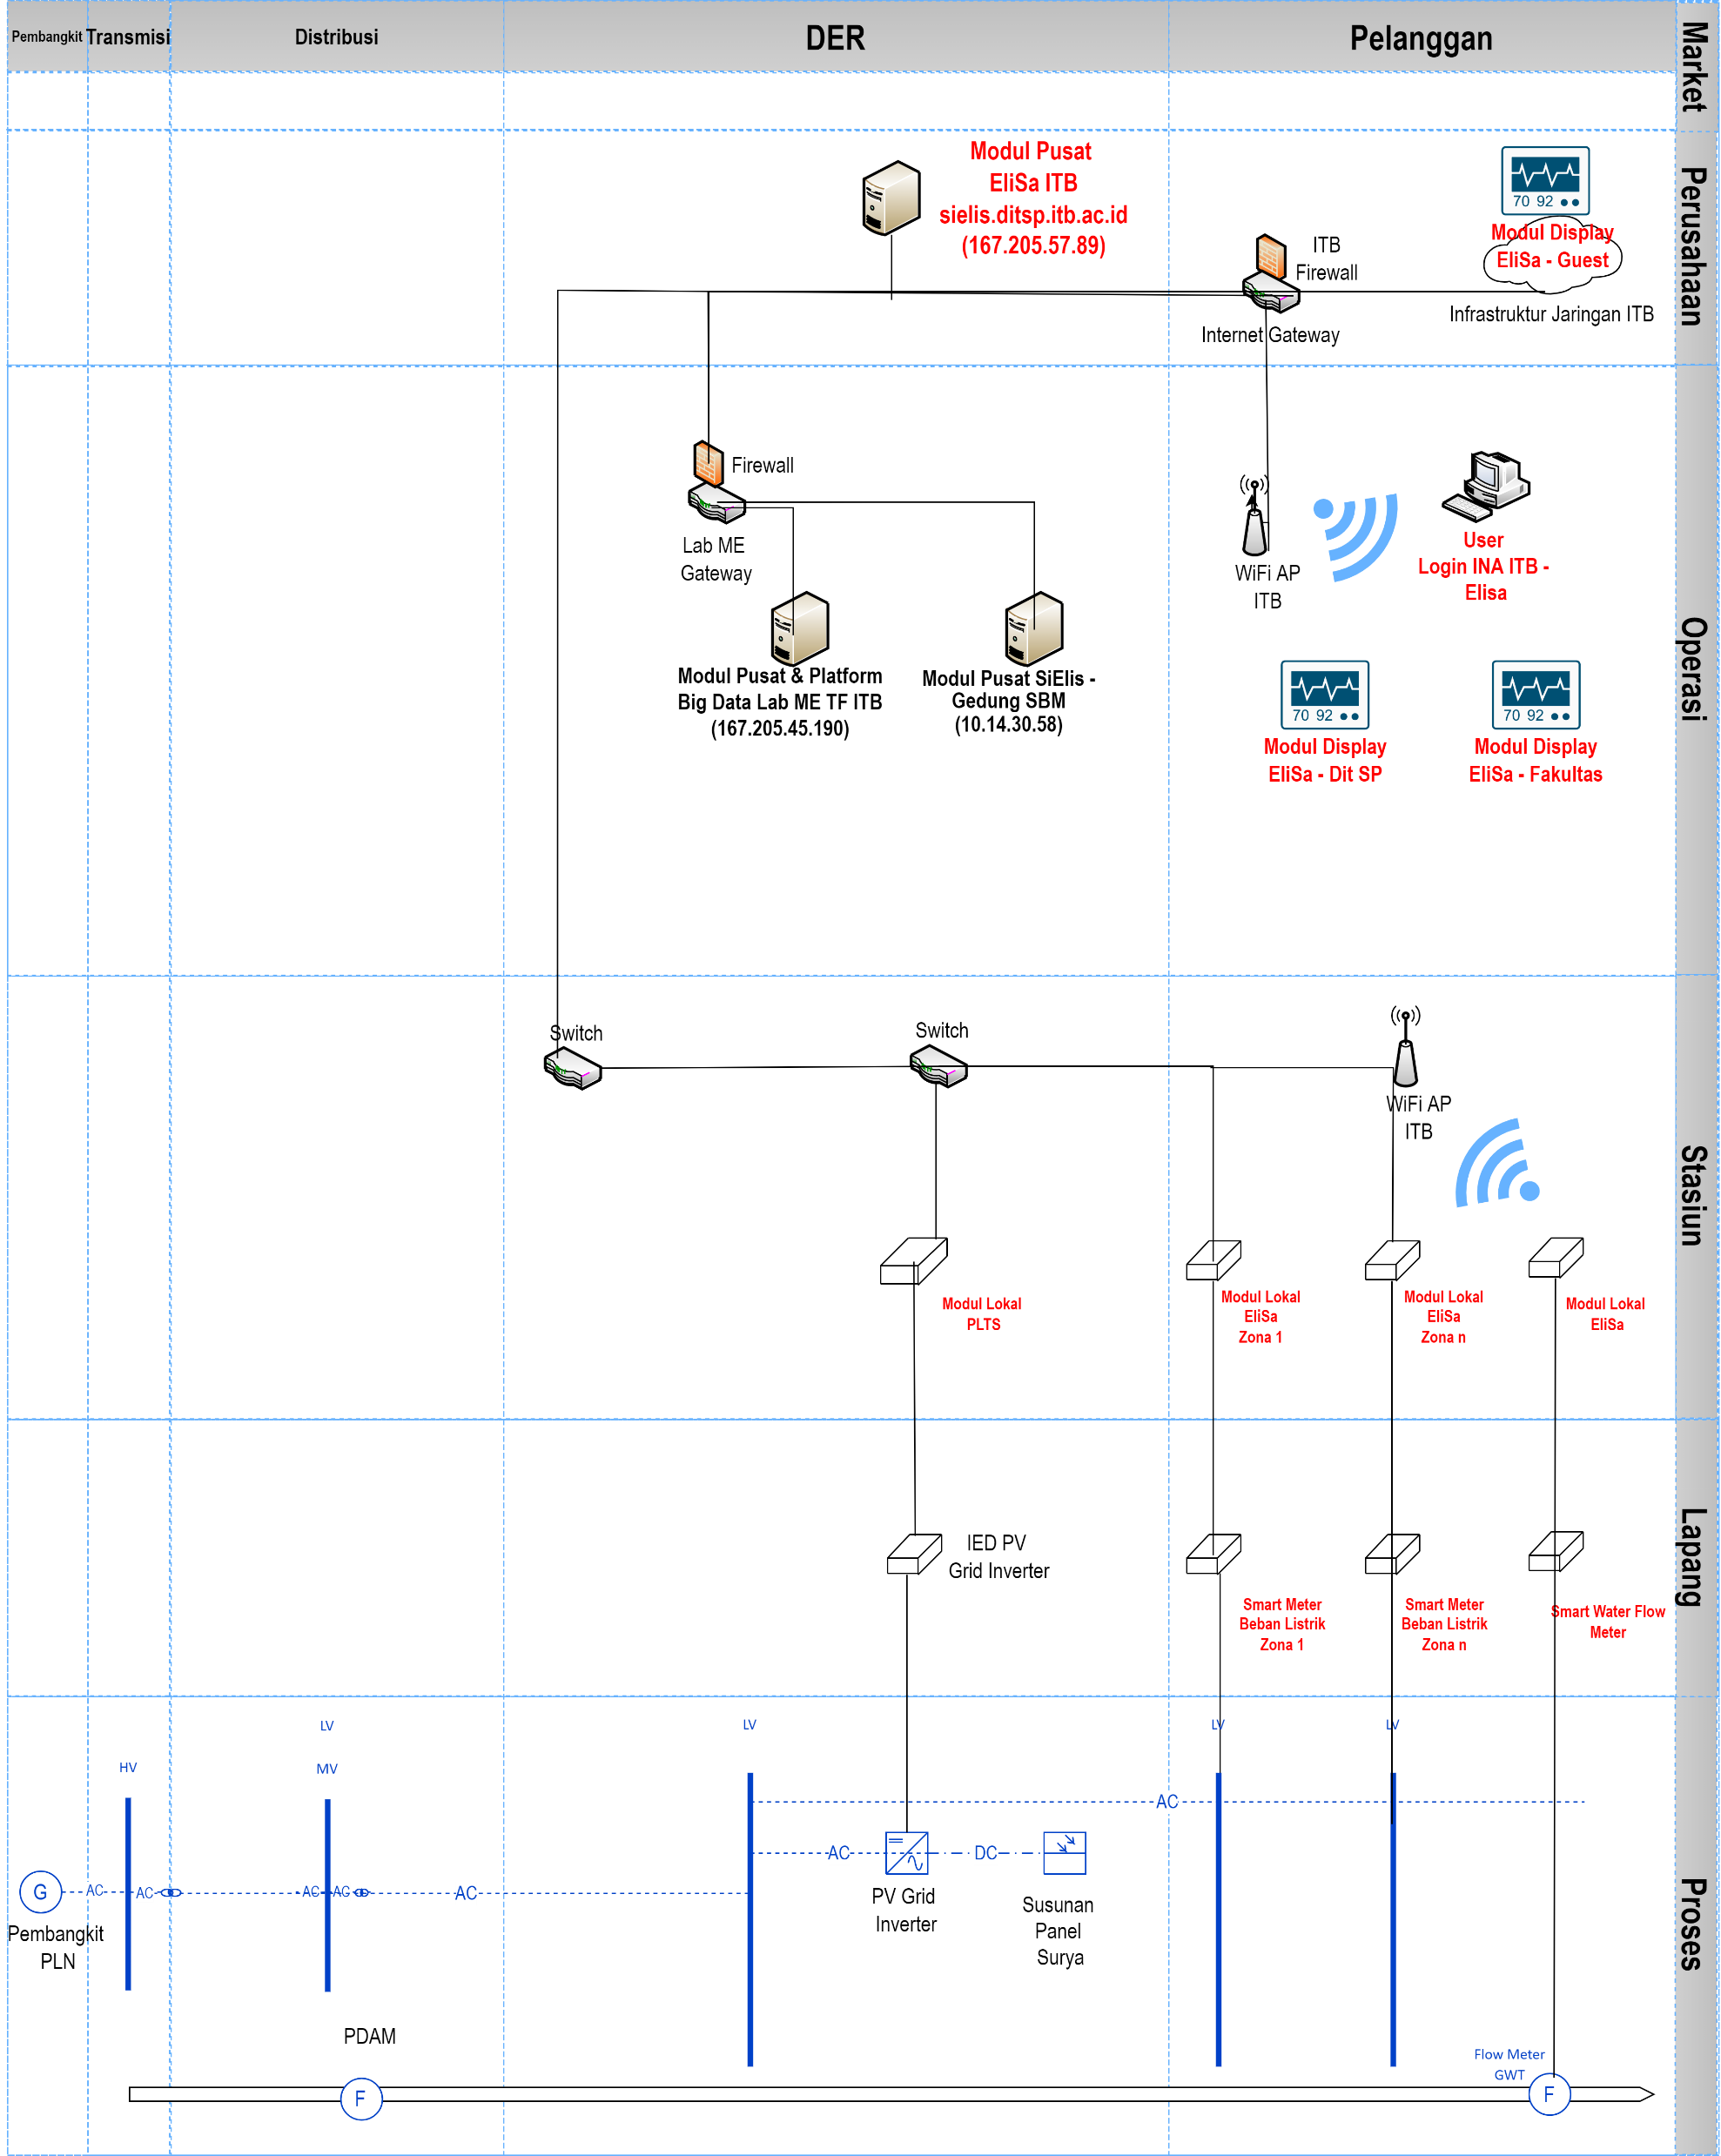 Pembangkit
Transmisi
Distribusi
DER
Pelanggan
Market
Perusahaan
Modul Pusat
EliSa ITB
sielis.ditsp.itb.ac.id
(167.205.57.89)
ITB
Firewall
Internet Gateway
70 92
Modul Display
EliSa - Guest
Infrastruktur Jaringan ITB
Operasi
Firewall
Lab ME
Gateway
Modul Pusat & Platform
Big Data Lab ME TF ITB
(167.205.45.190)
Modul Pusat SiElis -
Gedung SBM
(10.14.30.58)
WiFi AP
ITB
User
Login INA ITB -
Elisa
70 92
Modul Display
EliSa - Dit SP
70 92
Modul Display
EliSa - Fakultas
Stasiun
Switch
Switch
WiFi AP
ITB
Modul Lokal
PLTS
Modul Lokal
EliSa
Zona 1
Modul Lokal
EliSa
Zona n
Modul Lokal
EliSa
Lapang
IED PV
Grid Inverter
Smart Meter
Beban Listrik
Zona 1
Smart Meter
Beban Listrik
Zona n
Smart Water Flow
Meter
Proses
LV
LV
LV
LV
HV
MV
AC
AC
DC
G
AC
AC
AC
AC
AC
Pembangkit
PLN
PV Grid
Inverter
Susunan
Panel
Surya
PDAM
F
Flow Meter
GWT
F